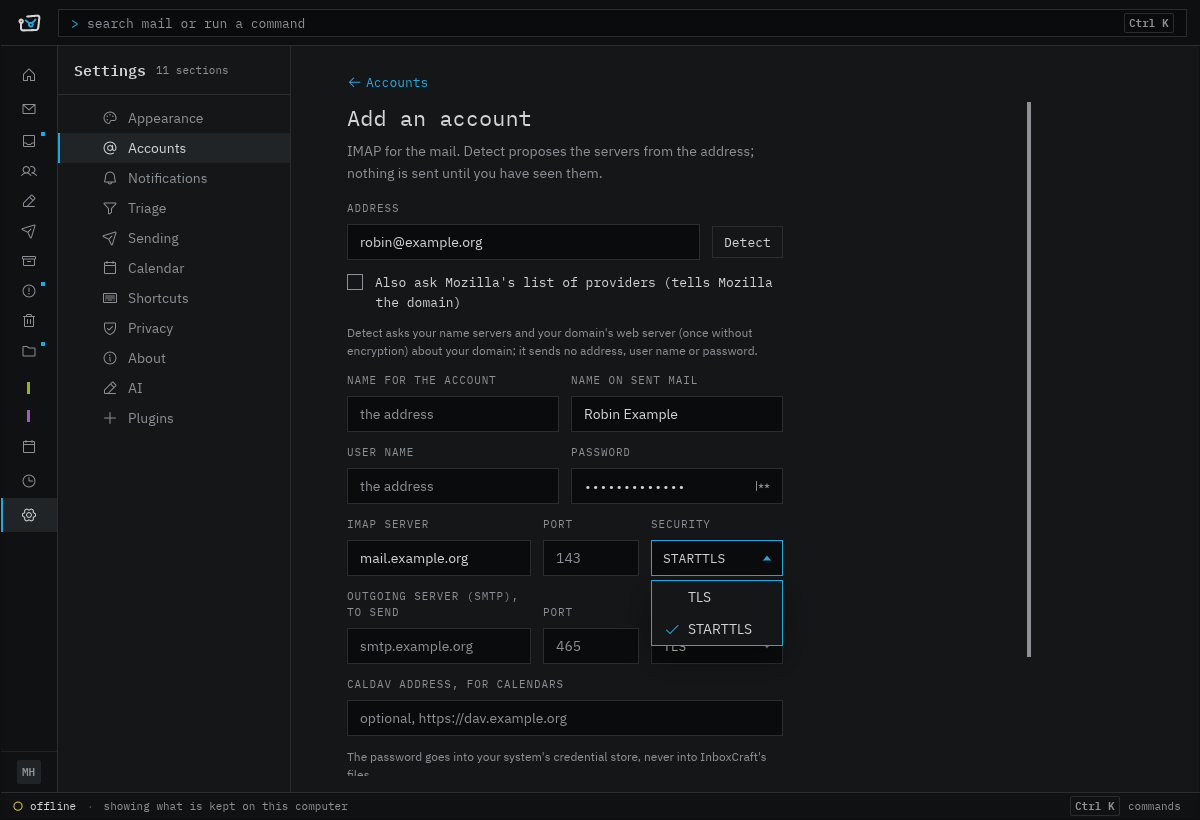 > search mail or run a command Ctrl K
Settings 11 sections
Appearance
Accounts
Notifications
Triage
Sending
Calendar
Shortcuts
Privacy
About
AI
Plugins
← Accounts
Add an account
IMAP for the mail. Detect proposes the servers from the address;
nothing is sent until you have seen them.
ADDRESS
robin@example.org Detect
Also ask Mozilla's list of providers (tells Mozilla
the domain)
Detect asks your name servers and your domain's web server (once without
encryption) about your domain; it sends no address, user name or password.
NAME FOR THE ACCOUNT NAME ON SENT MAIL
the address Robin Example
USER NAME PASSWORD
the address ••••••••••••• |**
IMAP SERVER PORT SECURITY
mail.example.org 143 STARTTLS
TLS
STARTTLS
OUTGOING SERVER (SMTP),
TO SEND PORT
smtp.example.org 465 TLS
CALDAV ADDRESS, FOR CALENDARS
optional, https://dav.example.org
The password goes into your system's credential store, never into InboxCraft's
files.
MH
offline · showing what is kept on this computer Ctrl K commands